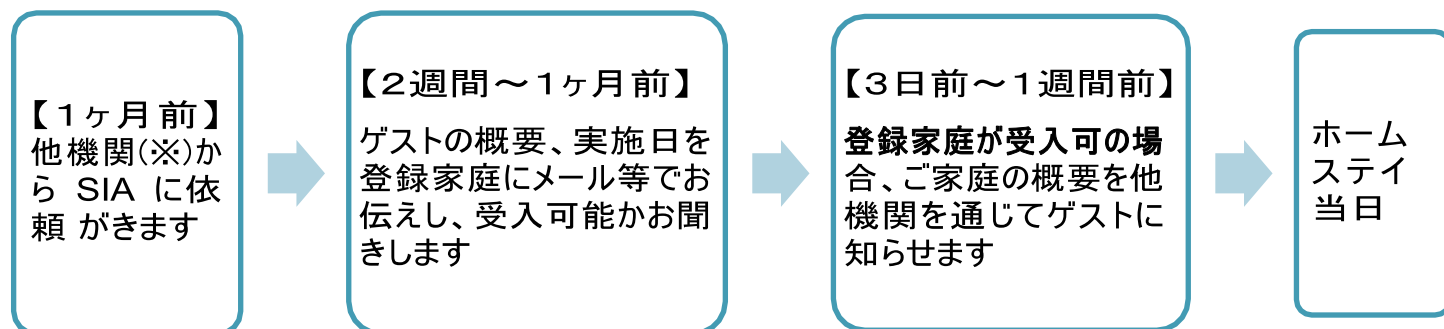 【１ヶ月前】
他機関(※)か
ら SIA に依
頼 がきます
【２週間～１ヶ月前】
ゲストの概要、実施日を
登録家庭にメール等でお
伝えし、受入可能かお聞
きします
【３日前～１週間前】
登録家庭が受入可の場
合、ご家庭の概要を他
機関を通じてゲストに
知らせます
ホーム
ステイ
当日